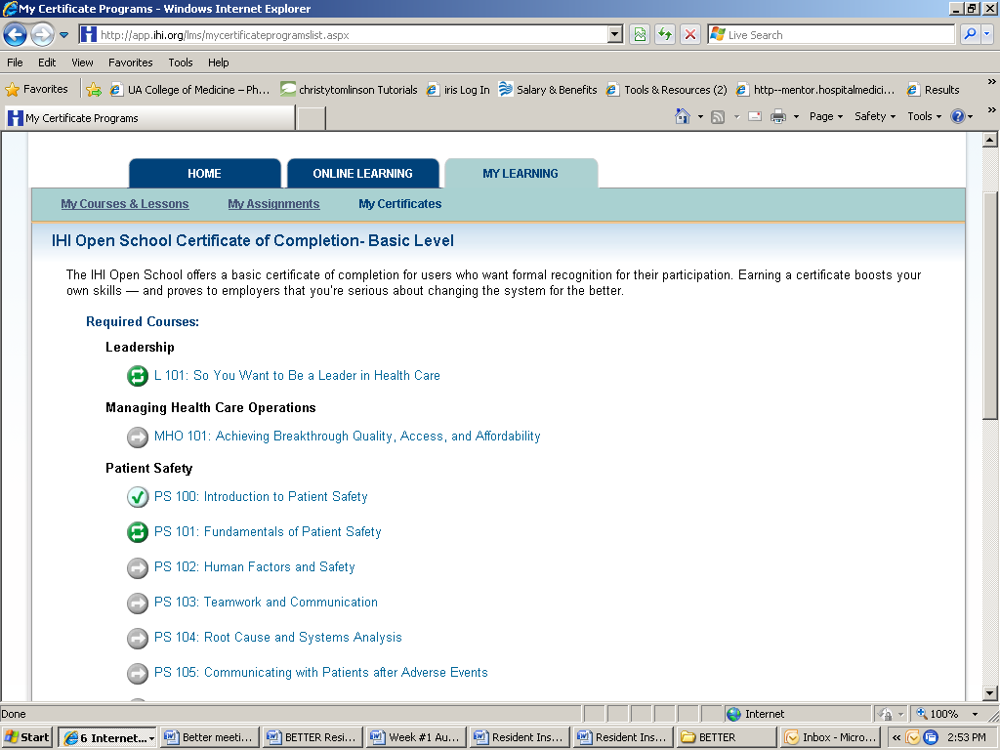 My Certificate Programs - Windows Internet Explorer
http://app.ihi.org/lms/mycertificateprogramslist.aspx
Live Search
File Edit View Favorites Tools Help
Favorites UA College of Medicine – Ph... christytomlinson Tutorials iris Log In Salary & Benefits Tools & Resources (2) http--mentor.hospitalmedici... Results »
My Certificate Programs Page Safety Tools »
HOME ONLINE LEARNING MY LEARNING
My Courses & Lessons My Assignments My Certificates
IHI Open School Certificate of Completion- Basic Level
The IHI Open School offers a basic certificate of completion for users who want formal recognition for their participation. Earning a certificate boosts your
own skills — and proves to employers that you're serious about changing the system for the better.
Required Courses:
Leadership
L 101: So You Want to Be a Leader in Health Care
Managing Health Care Operations
MHO 101: Achieving Breakthrough Quality, Access, and Affordability
Patient Safety
PS 100: Introduction to Patient Safety
PS 101: Fundamentals of Patient Safety
PS 102: Human Factors and Safety
PS 103: Teamwork and Communication
PS 104: Root Cause and Systems Analysis
PS 105: Communicating with Patients after Adverse Events
Done Internet 100%
Start 6 Internet... Better meeti... BETTER Resi... Week #1 Au... Resident Ins... Resident Ins... BETTER Inbox - Micro... « 2:53 PM